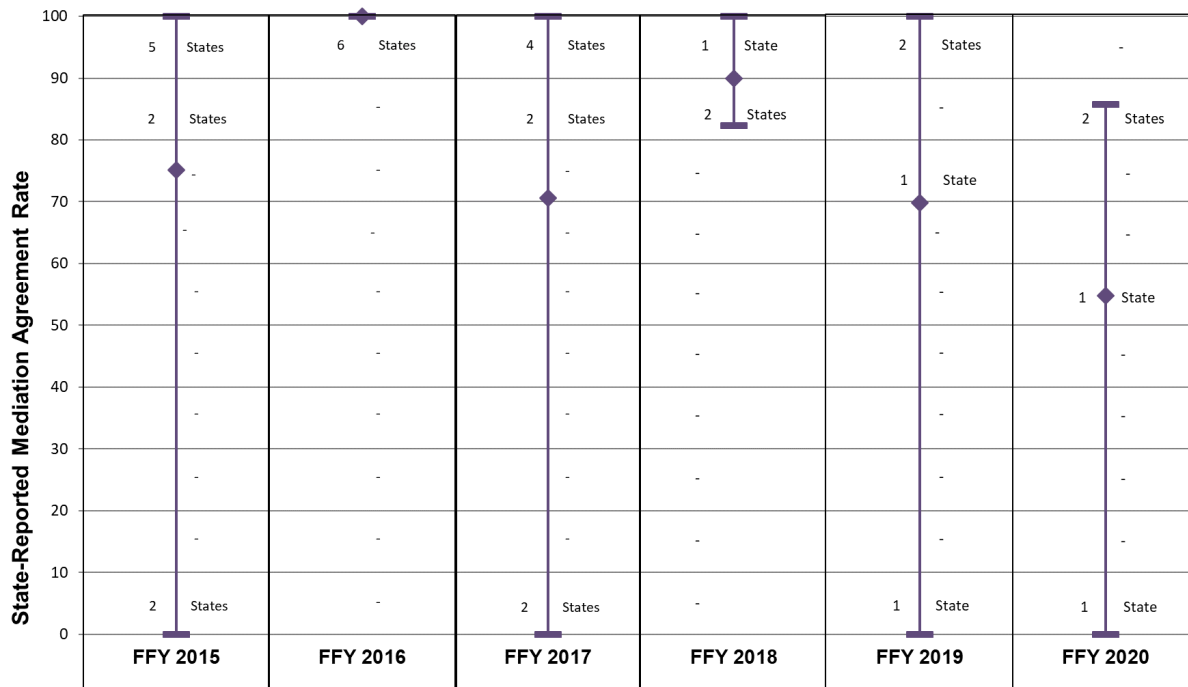 State-Reported Mediation Agreement Rate
100
5 States 6 States 4 States 1 State 2 States -
90
2 States - 2 States 2 States - 2 States
80
- - - - 1 State -
70
- - - - - -
60
- - - - - 1 State
50
- - - - - -
40
- - - - - -
30
- - - - - -
20
- - - - - -
10
2 States - 2 States - 1 State 1 State
0
FFY 2015 FFY 2016 FFY 2017 FFY 2018 FFY 2019 FFY 2020